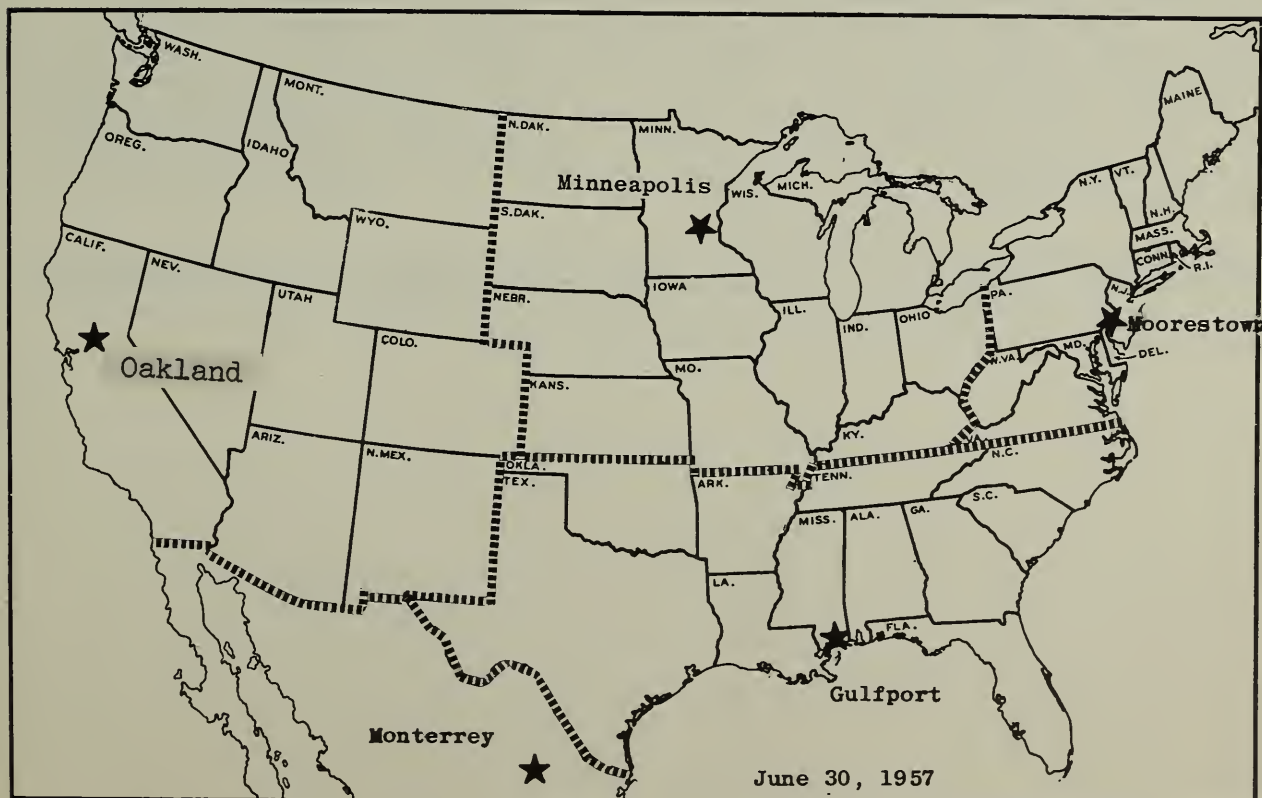 WASH.
MONT.
N.DAK.
MINN.
MAINE
OREG.
IDAHO
Minneapolis
WIS.
MICH.
N.Y.
VT.
N.H.
WYO.
S.DAK.
MASS.
CALIF.
NEV.
CONN.
R.I.
UTAH
NEBR.
IOWA
ILL.
IND.
OHIO
PA.
N.J.
Moorestown
Oakland
COLO.
MO.
W.VA.
MD.
DEL.
KANS.
ARIZ.
N.MEX.
KY.
VA.
OKLA.
TEX.
ARK.
TENN.
N.C.
S.C.
MISS.
ALA.
GA.
LA.
FLA.
Gulfport
Monterrey
June 30, 1957